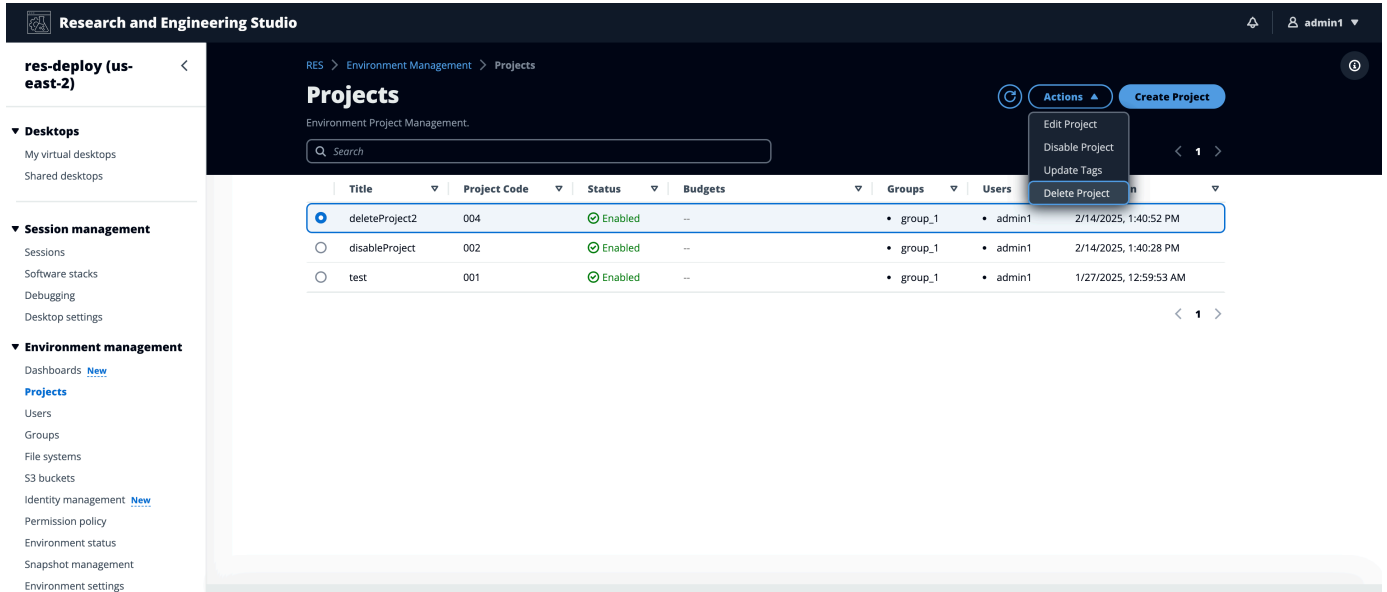 Research and Engineering Studio
admin1
res-deploy (us-east-2)
Desktops
My virtual desktops
Shared desktops
Session management
Sessions
Software stacks
Debugging
Desktop settings
Environment management
Dashboards New
Projects
Users
Groups
File systems
S3 buckets
Identity management New
Permission policy
Environment status
Snapshot management
Environment settings
RES > Environment Management > Projects
Projects
Environment Project Management.
Search
Actions
Create Project
Edit Project
Disable Project
Update Tags
Delete Project
< 1 >
Title Project Code Status Budgets Groups Users
deleteProject2 004 Enabled -- • group_1 • admin1 2/14/2025, 1:40:52 PM
disableProject 002 Enabled -- • group_1 • admin1 2/14/2025, 1:40:28 PM
test 001 Enabled -- • group_1 • admin1 1/27/2025, 12:59:53 AM
< 1 >